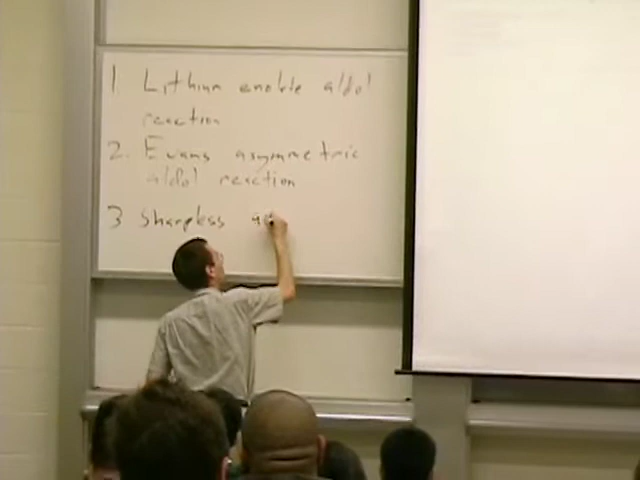 1 Lithium enolate aldol
reaction
2. Evans asymmetric
aldol reaction
3 Sharpless